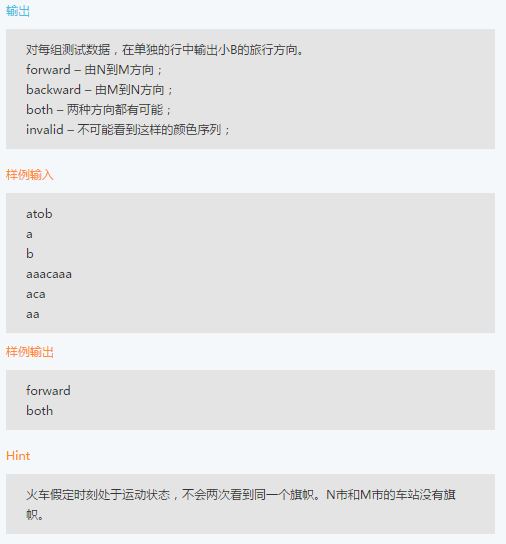 输出
对每组测试数据，在单独的行中输出小B的旅行方向。
forward – 由N到M方向；
backward – 由M到N方向；
both – 两种方向都有可能；
invalid – 不可能看到这样的颜色序列；
样例输入
atob
a
b
aaacaaa
aca
aa
样例输出
forward
both
Hint
火车假定时刻处于运动状态，不会两次看到同一个旗帜。N市和M市的车站没有旗
帜。